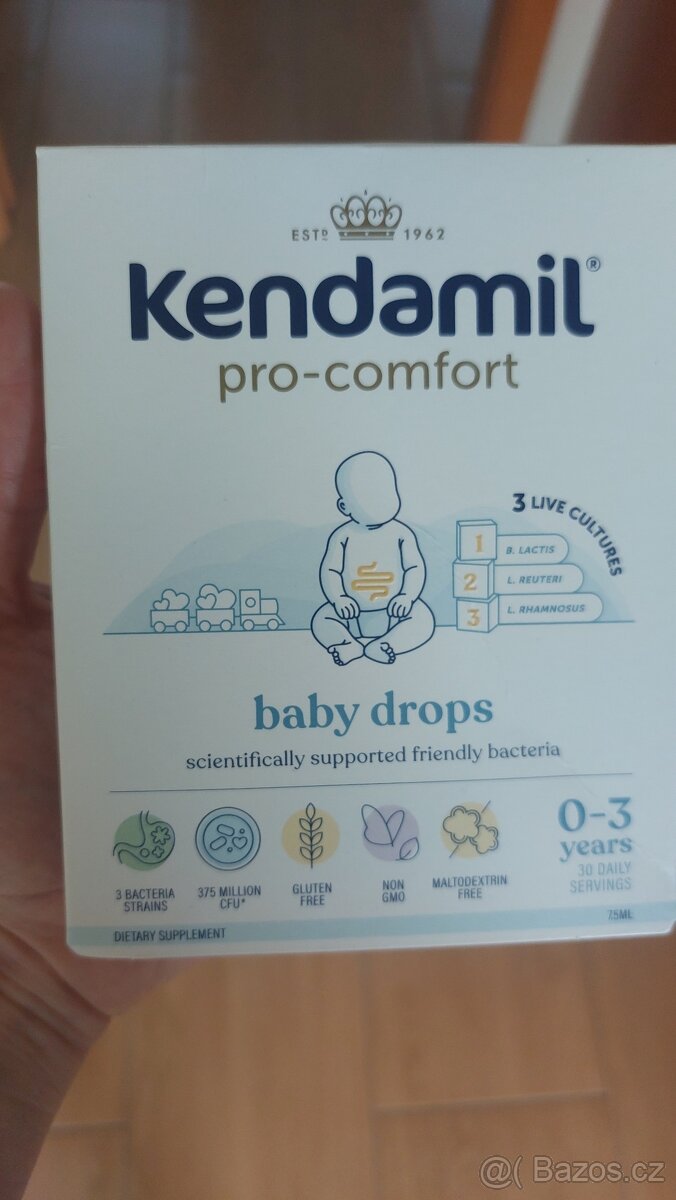 ESTD 1962
Kendamil®
pro-comfort
3 LIVE CULTURES
1 B. LACTIS
2 L. REUTERI
3 L. RHAMNOSUS
baby drops
scientifically supported friendly bacteria
3 BACTERIA
STRAINS
375 MILLION
CFU*
GLUTEN
FREE
NON
GMO
MALTODEXTRIN
FREE
0-3
years
30 DAILY
SERVINGS
DIETARY SUPPLEMENT
7.5ML
@( Bazos.cz